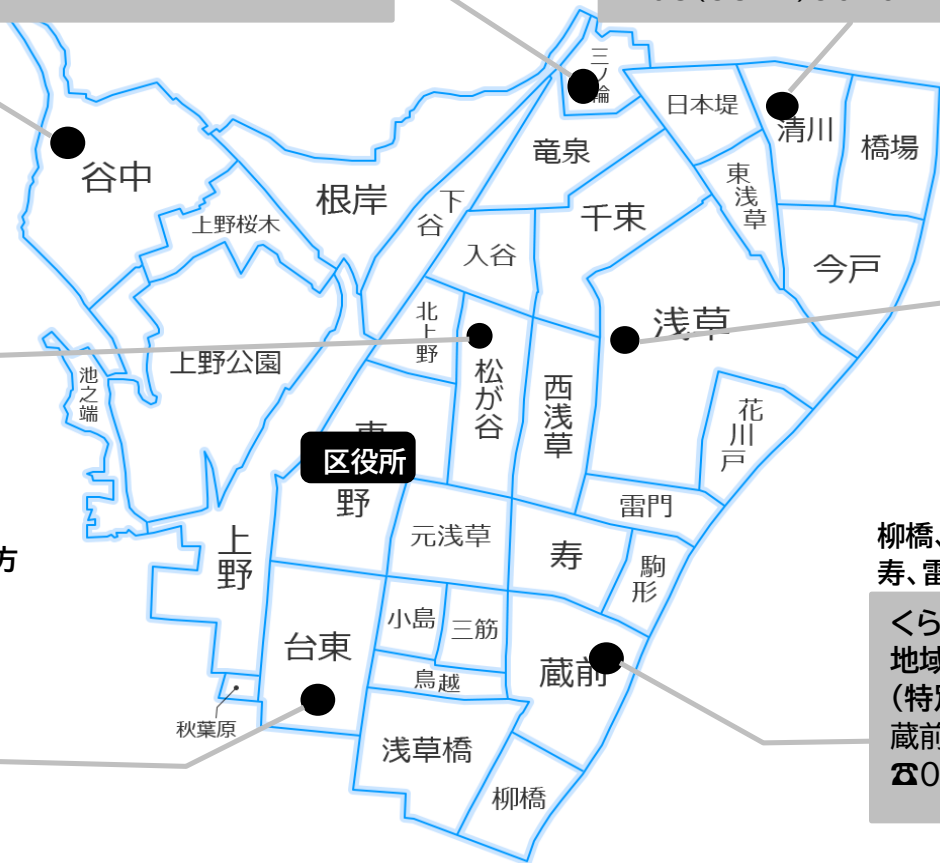 三ノ輪
日本堤
清川
橋場
谷中
竜泉
東浅草
根岸
下谷
千束
上野桜木
入谷
今戸
浅草
北上野
上野公園
松が谷
池之端
西浅草
花川戸
区役所
野
雷門
元浅草
寿
上野
駒形
方
柳橋、
寿、雷
小島
三筋
台東
蔵前
鳥越
くら
地域
（特別
蔵前
☎0
秋葉原
浅草橋
柳橋